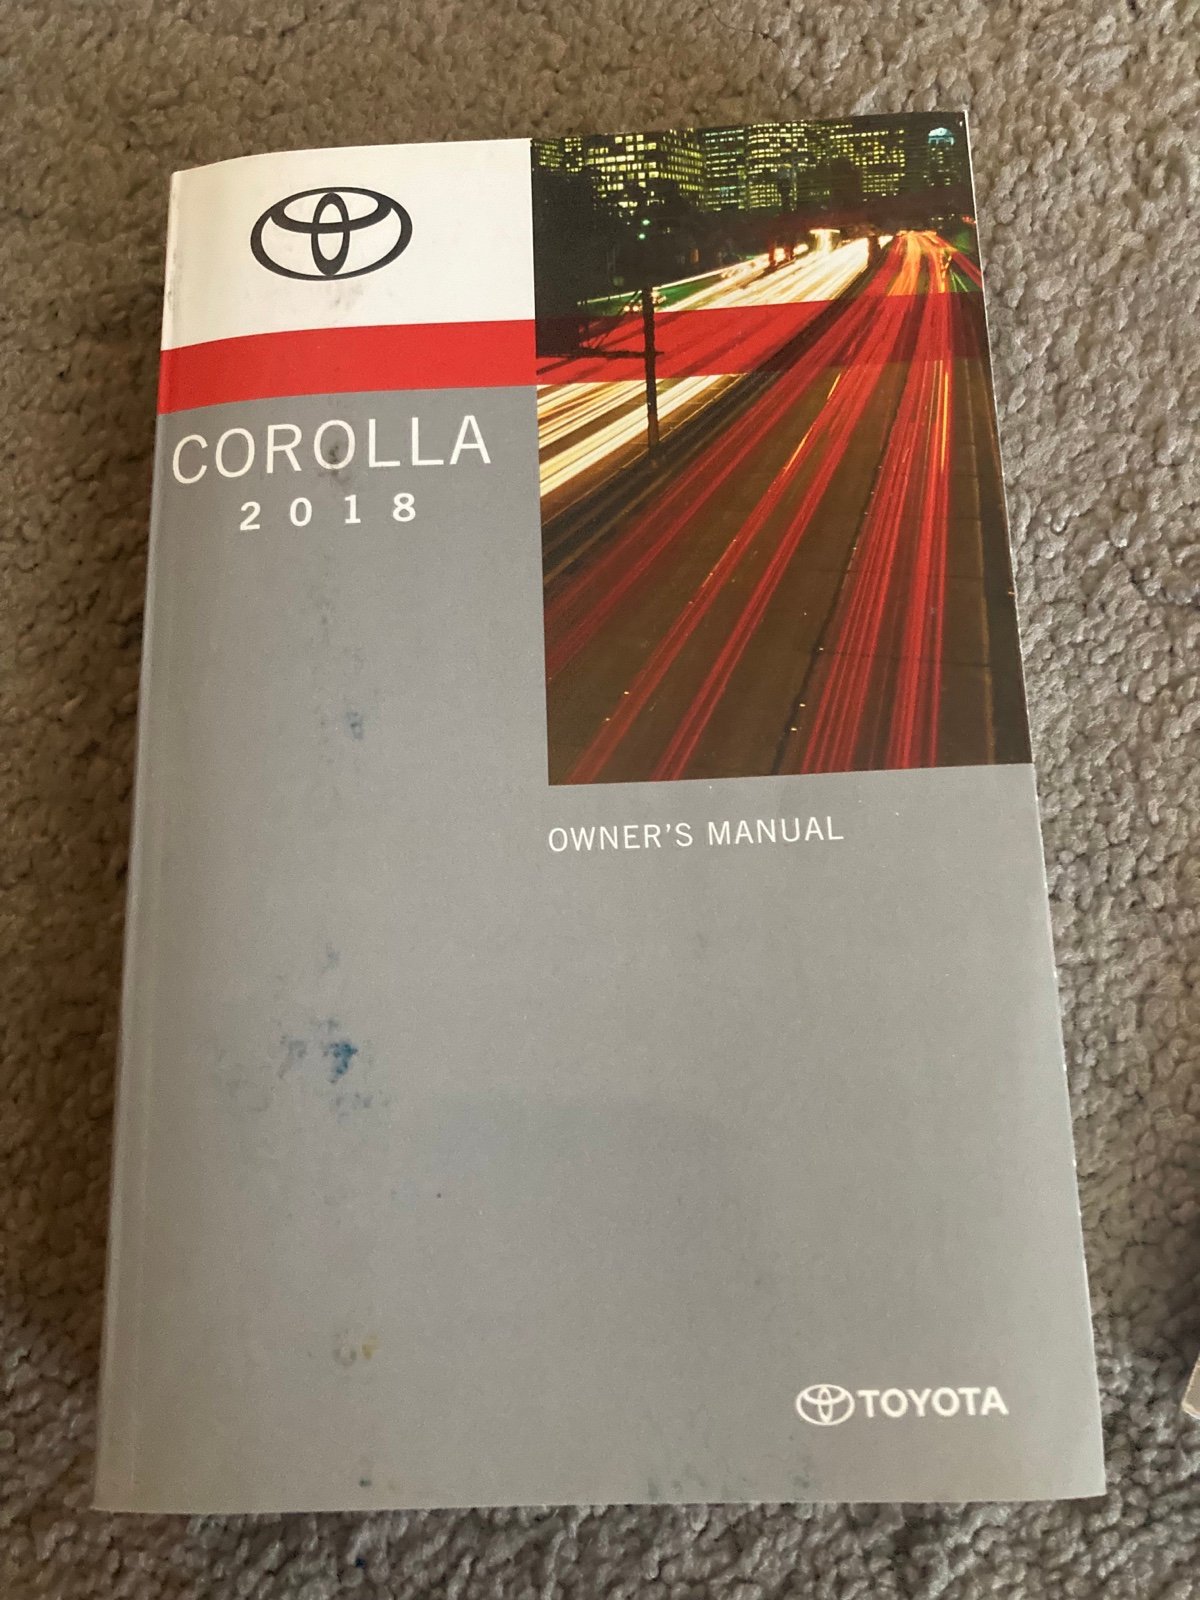 COROLLA
2018
OWNER'S MANUAL
TOYOTA